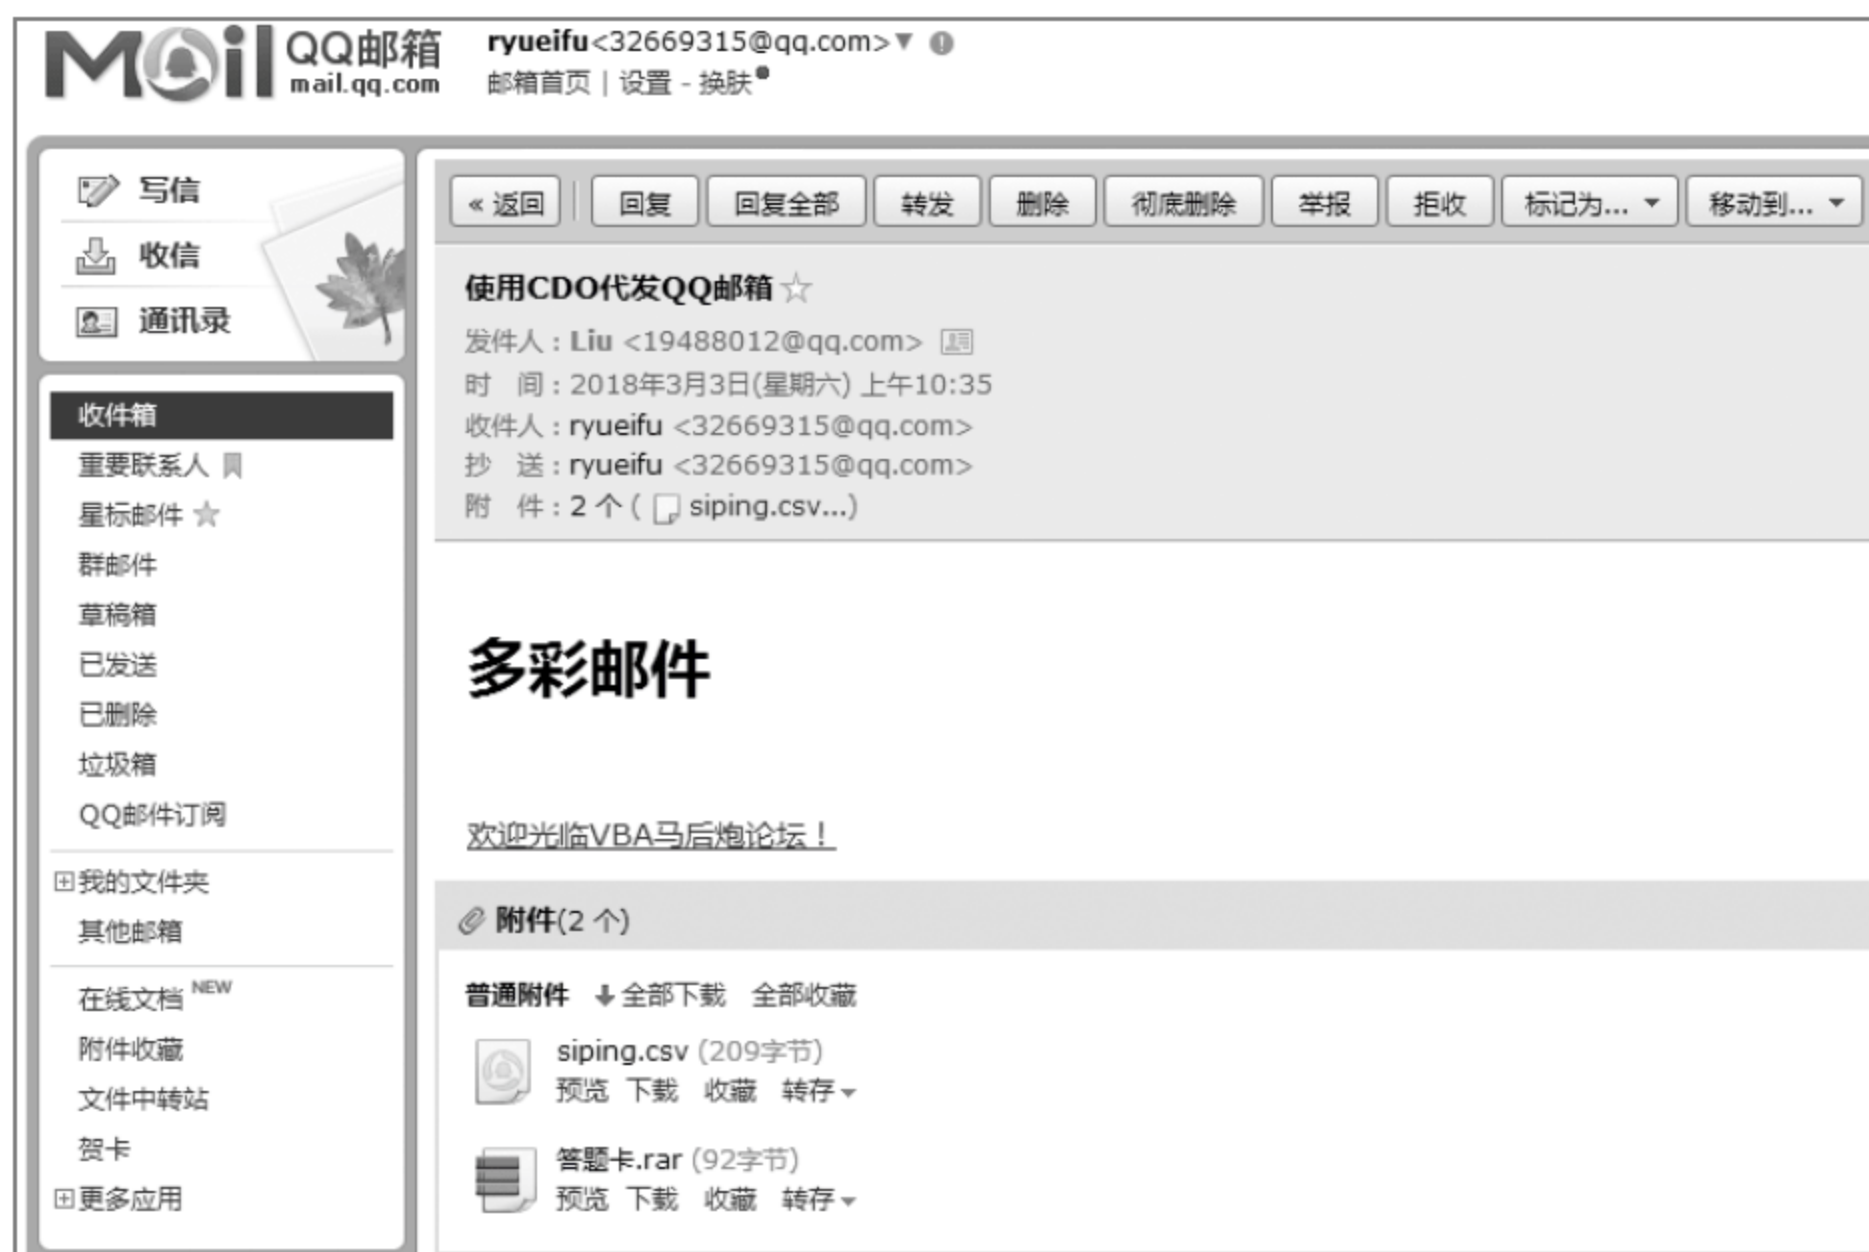 Mail QQ邮箱
mail.qq.com
ryueifu<32669315@qq.com>
邮箱首页 | 设置 - 换肤
写信
收信
通讯录
收件箱
重要联系人
星标邮件
群邮件
草稿箱
已发送
已删除
垃圾箱
QQ邮件订阅
我的文件夹
其他邮箱
在线文档 NEW
附件收藏
文件中转站
贺卡
更多应用
« 返回 回复 回复全部 转发 删除 彻底删除 举报 拒收 标记为... 移动到...
使用CDO代发QQ邮箱
发件人：Liu <19488012@qq.com>
时 间：2018年3月3日(星期六) 上午10:35
收件人：ryueifu <32669315@qq.com>
抄 送：ryueifu <32669315@qq.com>
附 件：2 个 ( siping.csv...)
多彩邮件
欢迎光临VBA马后炮论坛！
附件(2 个)
普通附件 全部下载 全部收藏
siping.csv (209字节)
预览 下载 收藏 转存
答题卡.rar (92字节)
预览 下载 收藏 转存